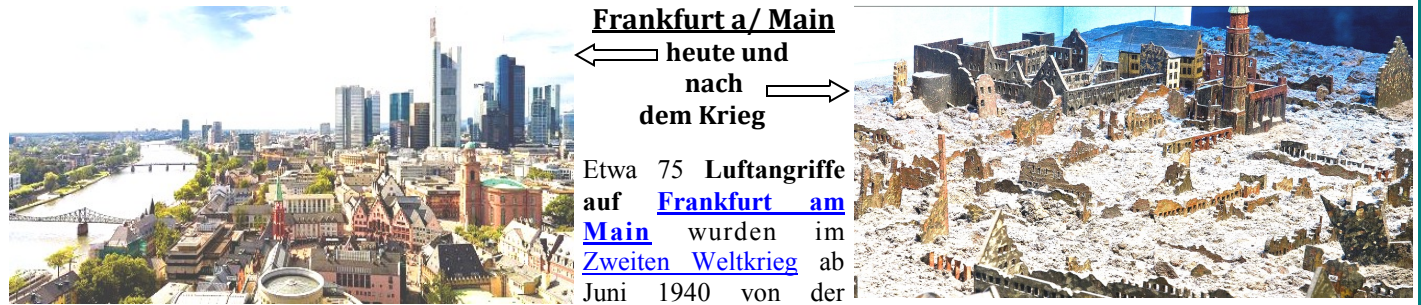 Frankfurt a/ Main
heute und
nach
dem Krieg
Etwa 75 Luftangriffe
auf Frankfurt am
Main wurden im
Zweiten Weltkrieg ab
Juni 1940 von der